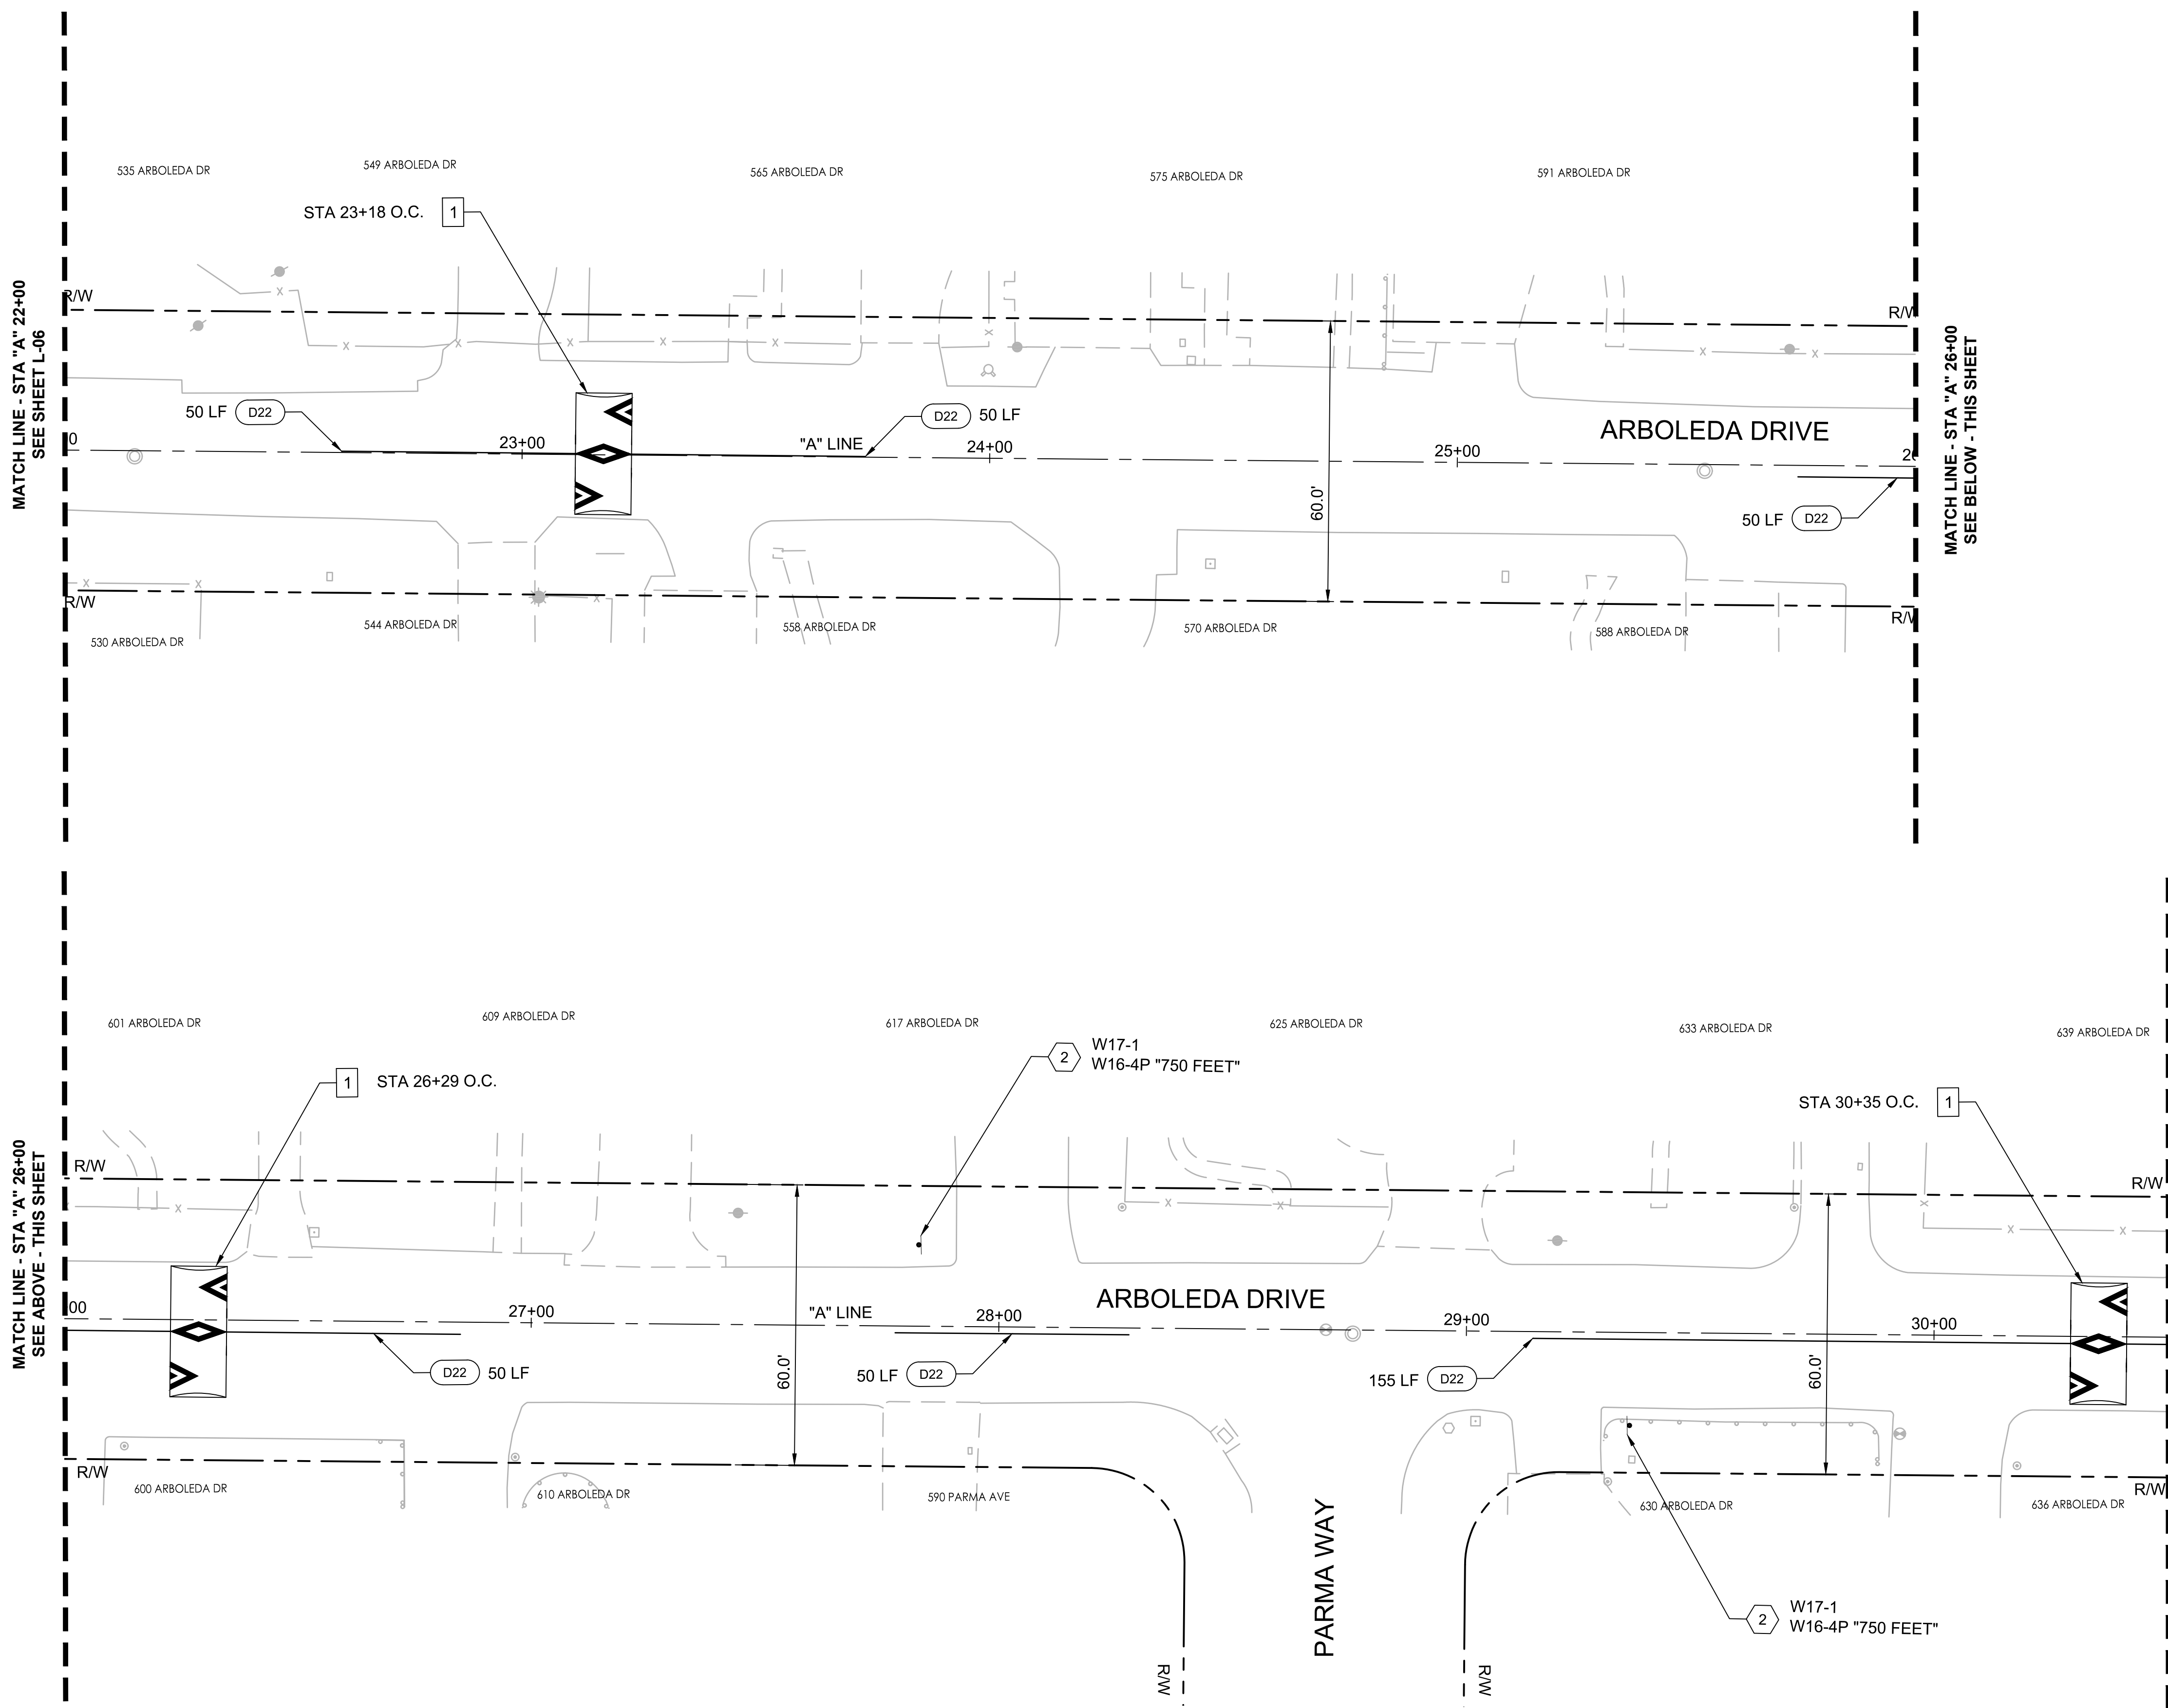 MATCH LINE - STA "A" 22+00
SEE SHEET L-06
535 ARBOLEDA DR
549 ARBOLEDA DR
565 ARBOLEDA DR
575 ARBOLEDA DR
591 ARBOLEDA DR
STA 23+18 O.C. 1
R/W
R/W
50 LF D22
D22 50 LF
0
23+00
"A" LINE
24+00
25+00
ARBOLEDA DRIVE
60.0'
50 LF D22
R/W
R/W
530 ARBOLEDA DR
544 ARBOLEDA DR
558 ARBOLEDA DR
570 ARBOLEDA DR
588 ARBOLEDA DR
MATCH LINE - STA "A" 26+00
SEE BELOW - THIS SHEET
MATCH LINE - STA "A" 26+00
SEE ABOVE - THIS SHEET
601 ARBOLEDA DR
609 ARBOLEDA DR
617 ARBOLEDA DR
625 ARBOLEDA DR
633 ARBOLEDA DR
639 ARBOLEDA DR
1 STA 26+29 O.C.
2 W17-1
W16-4P "750 FEET"
STA 30+35 O.C. 1
R/W
R/W
00
27+00
"A" LINE
28+00
ARBOLEDA DRIVE
29+00
30+00
D22 50 LF
60.0'
50 LF D22
155 LF D22
60.0'
R/W
R/W
600 ARBOLEDA DR
610 ARBOLEDA DR
590 PARMA AVE
630 ARBOLEDA DR
636 ARBOLEDA DR
PARMA WAY
2 W17-1
W16-4P "750 FEET"
R/W
R/W